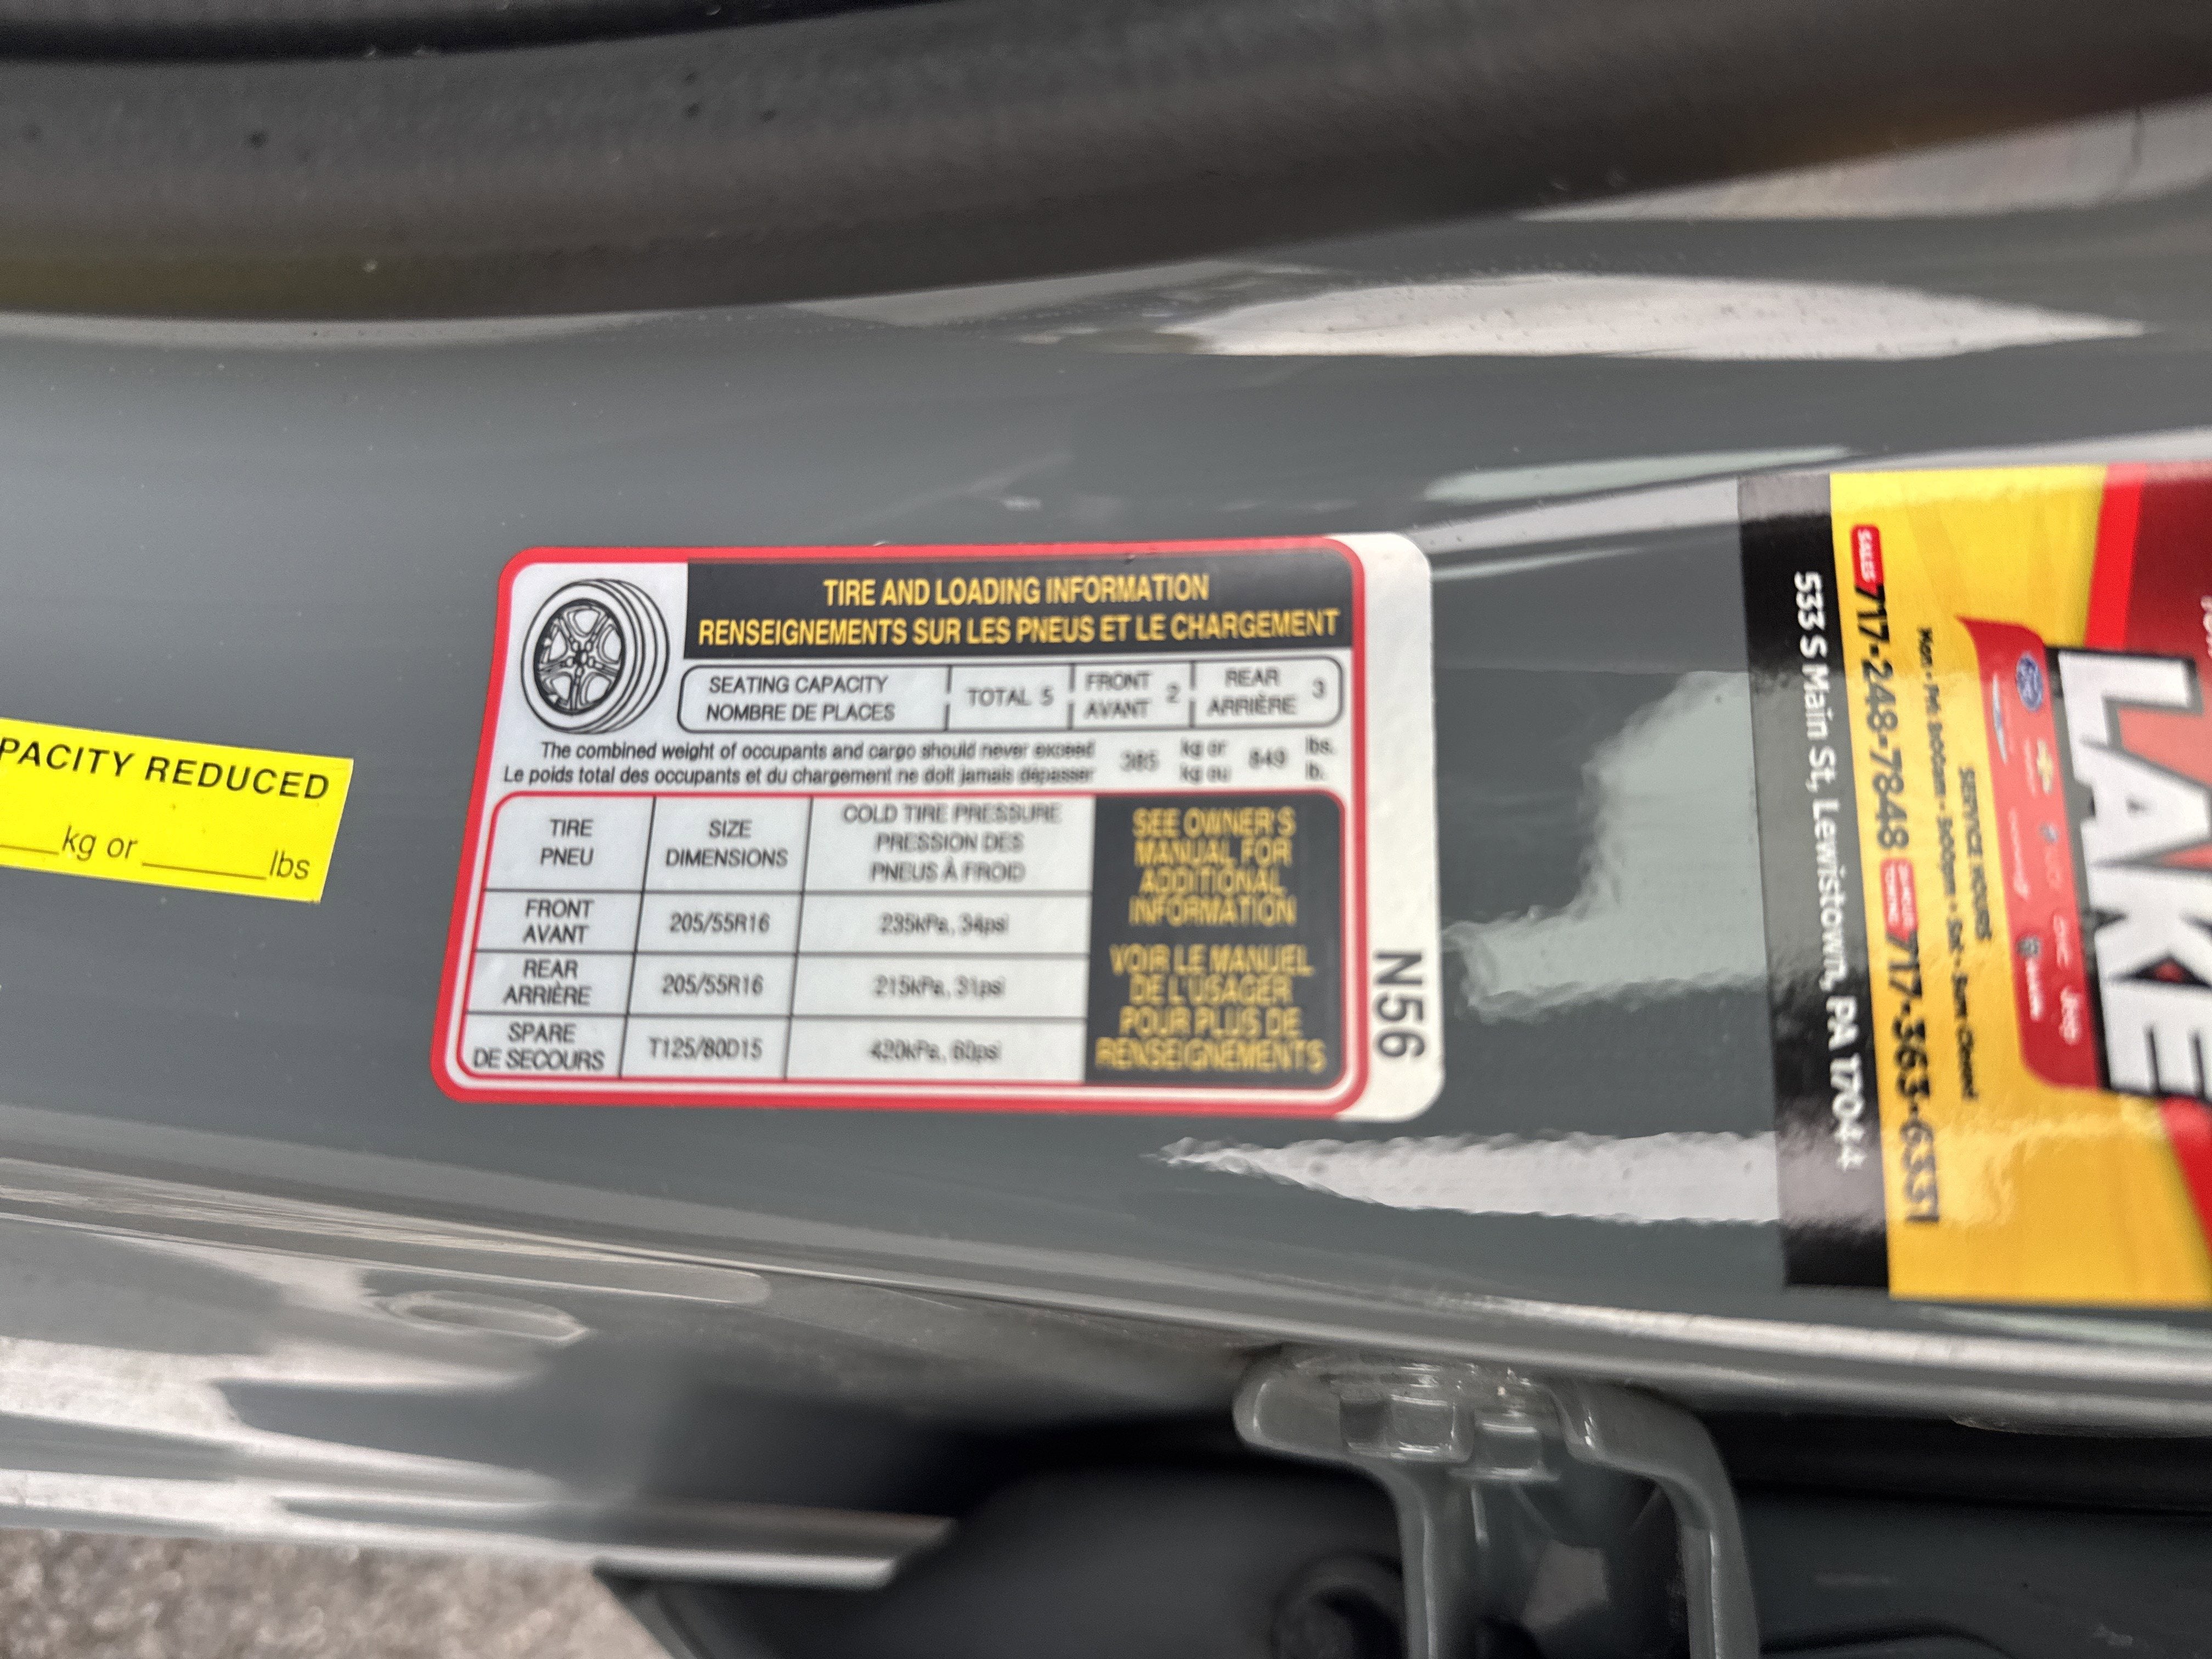 PACITY REDUCED
kg or lbs
TIRE AND LOADING INFORMATION
RENSEIGNEMENTS SUR LES PNEUS ET LE CHARGEMENT
SEATING CAPACITY
NOMBRE DE PLACES
TOTAL 5
FRONT
AVANT 2
REAR
ARRIÈRE 3
The combined weight of occupants and cargo should never exceed 385 kg or 849 lbs.
Le poids total des occupants et du chargement ne doit jamais dépasser kg ou lb.
TIRE
PNEU
SIZE
DIMENSIONS
COLD TIRE PRESSURE
PRESSION DES
PNEUS À FROID
FRONT
AVANT
205/55R16
235kPa, 34psi
REAR
ARRIÈRE
205/55R16
215kPa, 31psi
SPARE
DE SECOURS
T125/80D15
420kPa, 60psi
SEE OWNER'S
MANUAL FOR
ADDITIONAL
INFORMATION
VOIR LE MANUEL
DE L'USAGER
POUR PLUS DE
RENSEIGNEMENTS
N56
LAKE
Jeep
SERVICE HOURS
SALES 717-248-7848 717-363-6331
533 S Main St, Lewistown, PA 17044